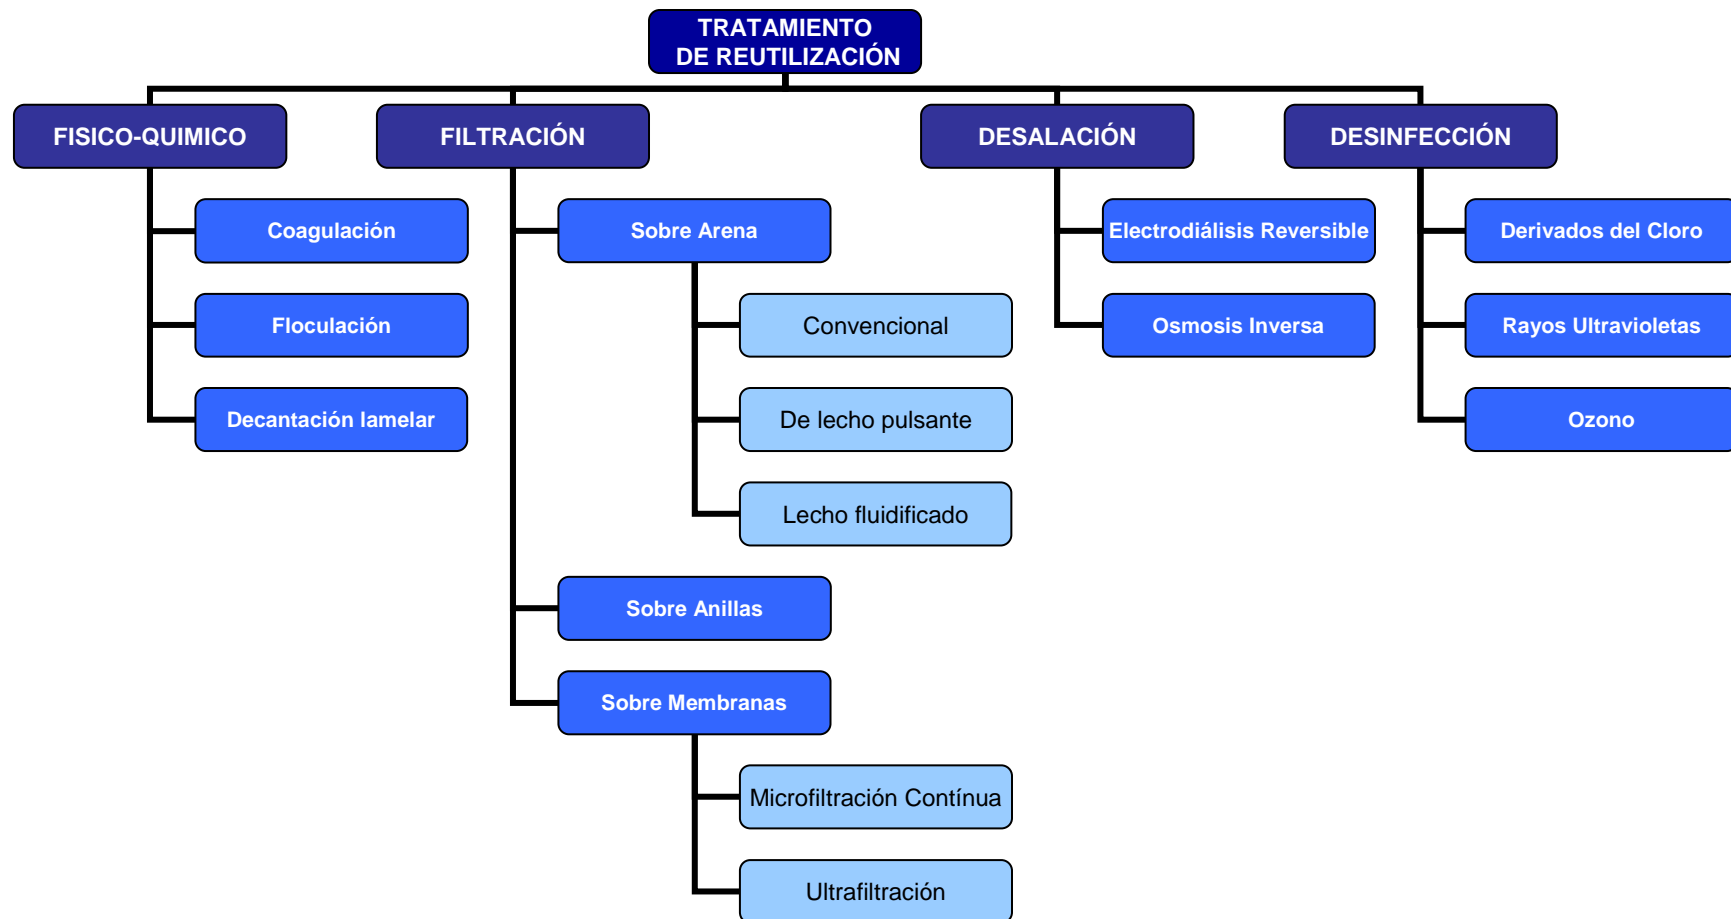 TRATAMIENTO
DE REUTILIZACIÓN
FISICO-QUIMICO
FILTRACIÓN
DESALACIÓN
DESINFECCIÓN
Coagulación
Sobre Arena
Electrodiálisis Reversible
Derivados del Cloro
Convencional
Floculación
Osmosis Inversa
Rayos Ultravioletas
Decantación lamelar
De lecho pulsante
Ozono
Lecho fluidificado
Sobre Anillas
Sobre Membranas
Microfiltración Contínua
Ultrafiltración